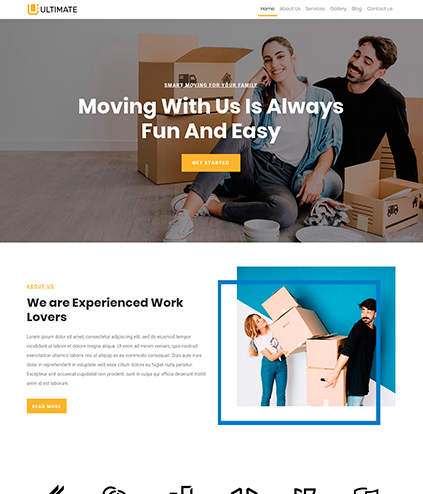 ULTIMATE
Home About Us Services Gallery Blog Contact us
SMART MOVING FOR YOUR FAMILY
Moving With Us Is Always
Fun And Easy
GET STARTED
ABOUT US
We are Experienced Work
Lovers
Lorem ipsum dolor sit amet, consectetur adipiscing elit, sed do eiusmod tempor
incididunt ut labore et dolore magna aliqua. Ut enim ad minim veniam, quis nostrud
exercitation ullamco laboris nisi ut aliquip ex ea commodo consequat. Duis aute irure
dolor in reprehenderit in voluptate velit esse cillum dolore eu fugiat nulla pariatur.
Excepteur sint occaecat cupidatat non proident, sunt in culpa qui officia deserunt mollit
anim id est laborum.
READ MORE